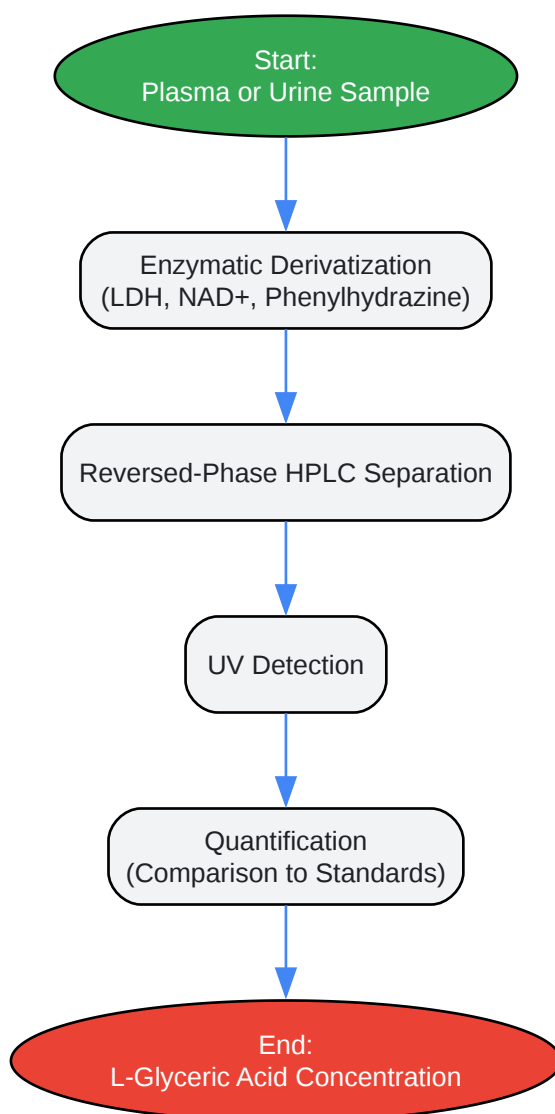 Start:
Plasma or Urine Sample
Enzymatic Derivatization
(LDH, NAD+, Phenylhydrazine)
Reversed-Phase HPLC Separation
UV Detection
Quantification
(Comparison to Standards)
End:
L-Glyceric Acid Concentration